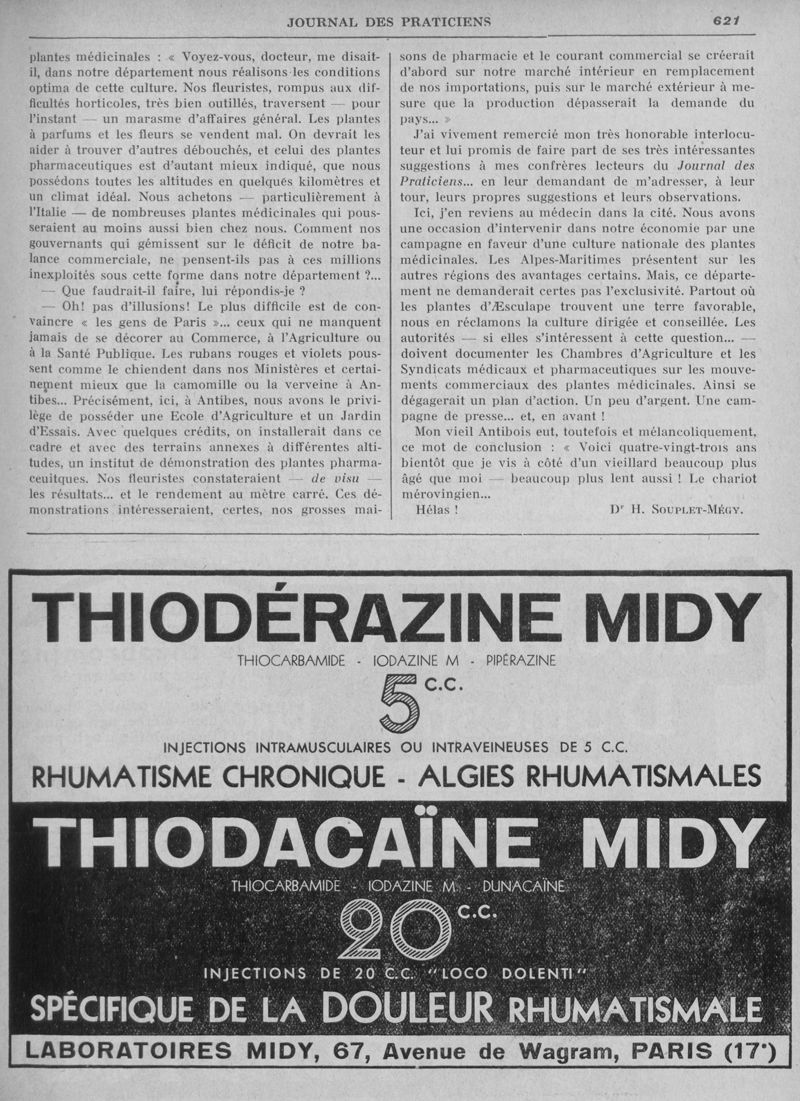 JOURNAL DES PRATICIENS
621
plantes médicinales : « Voyez-vous, docteur, me disait-
il, dans notre département nous réalisons les conditions
optima de cette culture. Nos fleuristes, rompus aux dif-
ficultés horticoles, très bien outillés, traversent — pour
l'instant — un marasme d'affaires général. Les plantes
à parfums et les fleurs se vendent mal. On devrait les
aider à trouver d'autres débouchés, et celui des plantes
pharmaceutiques est d'autant mieux indiqué, que nous
possédons toutes les altitudes en quelques kilomètres et
un climat idéal. Nous achetons — particulièrement à
l'Italie — de nombreuses plantes médicinales qui pous-
seraient au moins aussi bien chez nous. Comment nos
gouvernants qui gémissent sur le déficit de notre ba-
lance commerciale, ne pensent-ils pas à ces millions
inexploités sous cette forme dans notre département ?...
— Que faudrait-il faire, lui répondis-je ?
— Oh! pas d'illusions! Le plus difficile est de con-
vaincre « les gens de Paris »... ceux qui ne manquent
jamais de se décorer au Commerce, à l'Agriculture ou
à la Santé Publique. Les rubans rouges et violets pous-
sent comme le chiendent dans nos Ministères et certai-
nement mieux que la camomille ou la verveine à An-
tibes... Précisément, ici, à Antibes, nous avons le privi-
lège de posséder une Ecole d'Agriculture et un Jardin
d'Essais. Avec quelques crédits, on installerait dans ce
cadre et avec des terrains annexes à différentes alti-
tudes, un institut de démonstration des plantes pharma-
ceuitques. Nos fleuristes constateraient — de visu —
les résultats... et le rendement au mètre carré. Ces dé-
monstrations intéresseraient, certes, nos grosses mai-
sons de pharmacie et le courant commercial se créerait
d'abord sur notre marché intérieur en remplacement
de nos importations, puis sur le marché extérieur à me-
sure que la production dépasserait la demande du
pays... »
J'ai vivement remercié mon très honorable interlocu-
teur et lui promis de faire part de ses très intéressantes
suggestions à mes confrères lecteurs du Journal des
Praticiens... en leur demandant de m'adresser, à leur
tour, leurs propres suggestions et leurs observations.
Ici, j'en reviens au médecin dans la cité. Nous avons
une occasion d'intervenir dans notre économie par une
campagne en faveur d'une culture nationale des plantes
médicinales. Les Alpes-Maritimes présentent sur les
autres régions des avantages certains. Mais, ce départe-
ment ne demanderait certes pas l'exclusivité. Partout où
les plantes d'Æsculape trouvent une terre favorable,
nous en réclamons la culture dirigée et conseillée. Les
autorités — si elles s'intéressent à cette question... —
doivent documenter les Chambres d'Agriculture et les
Syndicats médicaux et pharmaceutiques sur les mouve-
ments commerciaux des plantes médicinales. Ainsi se
dégagerait un plan d'action. Un peu d'argent. Une cam-
pagne de presse... et, en avant !
Mon vieil Antibois eut, toutefois et mélancoliquement,
ce mot de conclusion : « Voici quatre-vingt-trois ans
bientôt que je vis à côté d'un vieillard beaucoup plus
âgé que moi — beaucoup plus lent aussi ! Le chariot
mérovingien...
Hélas ! Dr H. SOUPLET-MÉGY.
THIODÉRAZINE MIDY
THIOCARBAMIDE - IODAZINE M - PIPÉRAZINE
5 C.C.
INJECTIONS INTRAMUSCULAIRES OU INTRAVEINEUSES DE 5 C.C.
RHUMATISME CHRONIQUE - ALGIES RHUMATISMALES
THIODACAÏNE MIDY
THIOCARBAMIDE - IODAZINE M - DUNACAÏNE
20 C.C.
INJECTIONS DE 20 C.C. "LOCO DOLENTI"
SPÉCIFIQUE DE LA DOULEUR RHUMATISMALE
LABORATOIRES MIDY, 67, Avenue de Wagram, PARIS (17e)